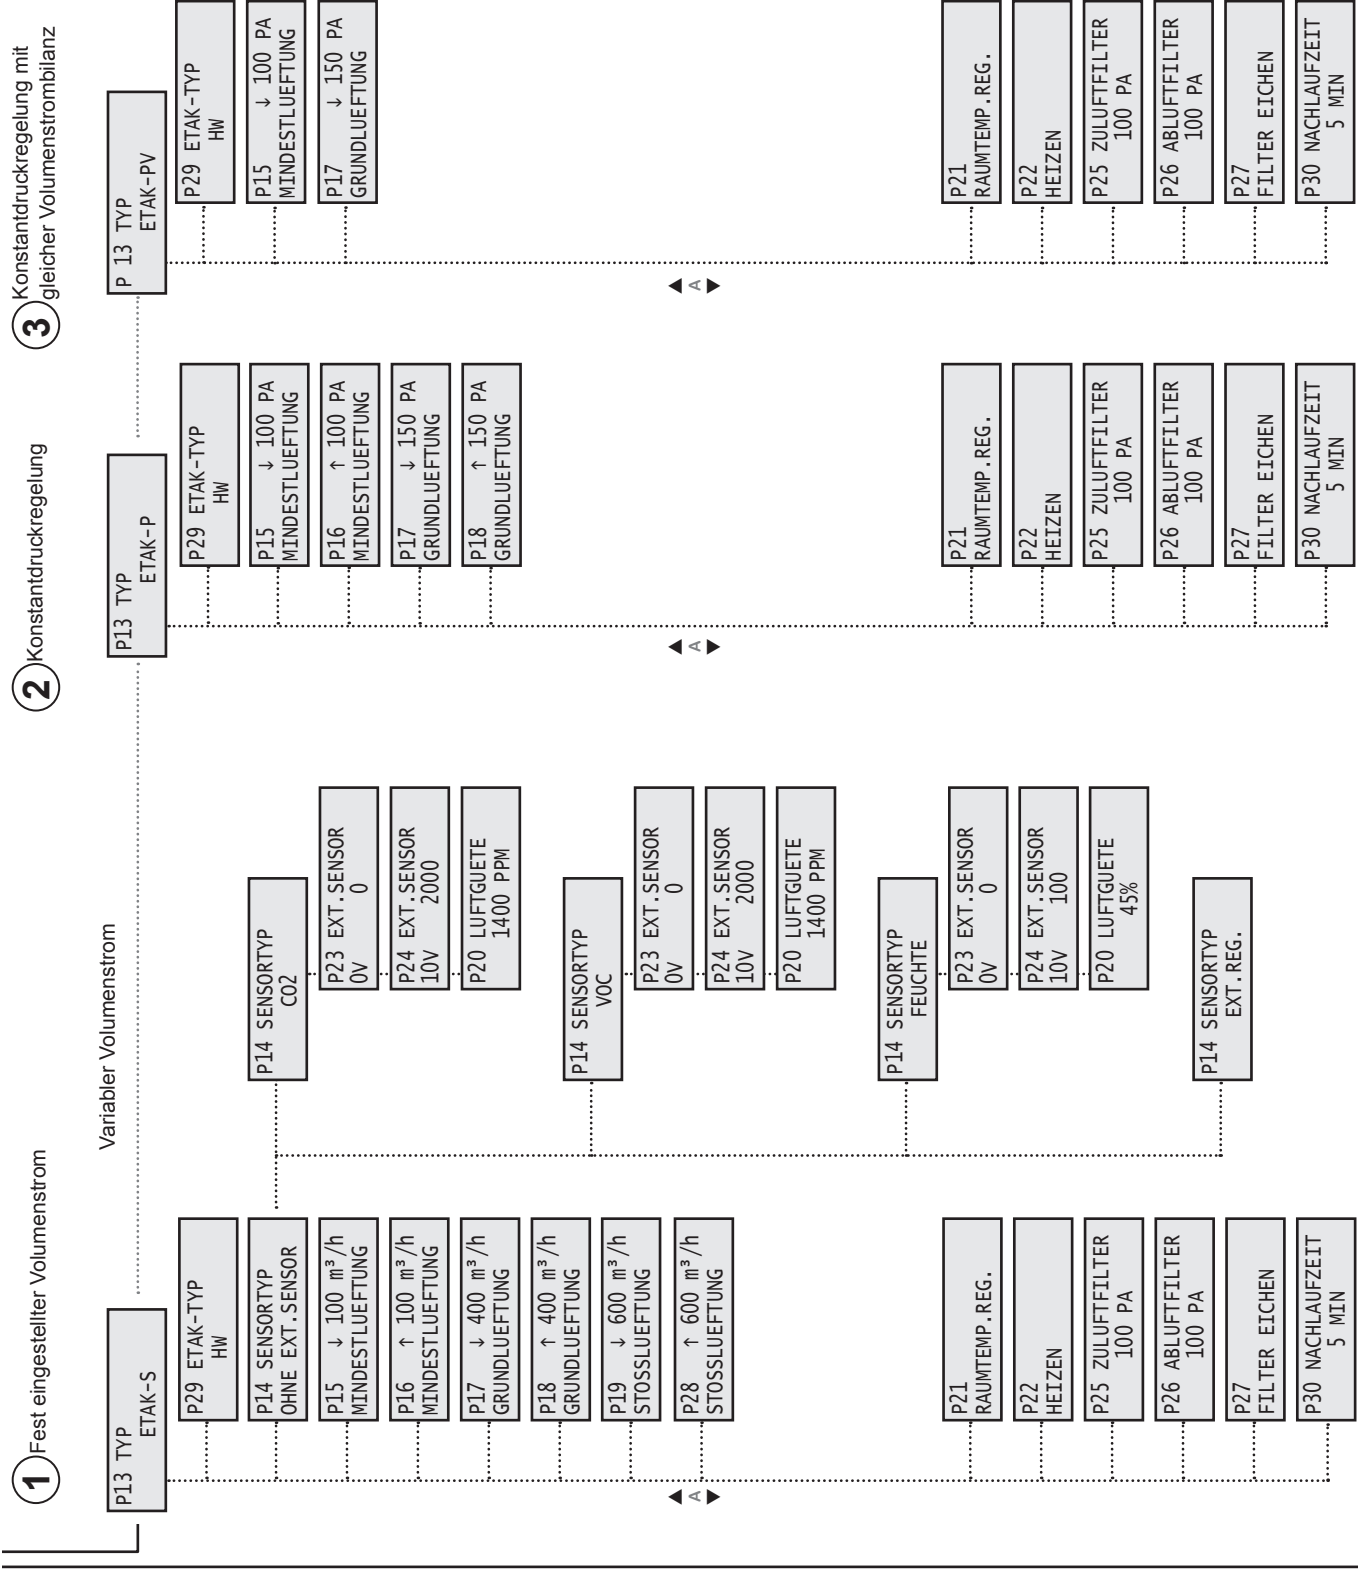 1
Fest eingestellter Volumenstrom
P13 TYP
ETAK-S
P29 ETAK-TYP
HW
P14 SENSORTYP
OHNE EXT.SENSOR
P15 ↓ 100 m³/h
MINDESTLUEFTUNG
P16 ↑ 100 m³/h
MINDESTLUEFTUNG
P17 ↓ 400 m³/h
GRUNDLUEFTUNG
P18 ↑ 400 m³/h
GRUNDLUEFTUNG
P19 ↓ 600 m³/h
STOSSLUEFTUNG
P28 ↑ 600 m³/h
STOSSLUEFTUNG
▲ A ▼
P21
RAUMTEMP.REG.
P22
HEIZEN
P25 ZULUFTFILTER
100 PA
P26 ABLUFTFILTER
100 PA
P27
FILTER EICHEN
P30 NACHLAUFZEIT
5 MIN
Variabler Volumenstrom
P14 SENSORTYP
CO2
P23 EXT.SENSOR
0V 0
P24 EXT.SENSOR
10V 2000
P20 LUFTGUETE
1400 PPM
P14 SENSORTYP
VOC
P23 EXT.SENSOR
0V 0
P24 EXT.SENSOR
10V 2000
P20 LUFTGUETE
1400 PPM
P14 SENSORTYP
FEUCHTE
P23 EXT.SENSOR
0V 0
P24 EXT.SENSOR
10V 100
P20 LUFTGUETE
45%
P14 SENSORTYP
EXT.REG.
2
Konstantdruckregelung
P13 TYP
ETAK-P
P29 ETAK-TYP
HW
P15 ↓ 100 PA
MINDESTLUEFTUNG
P16 ↑ 100 PA
MINDESTLUEFTUNG
P17 ↓ 150 PA
GRUNDLUEFTUNG
P18 ↑ 150 PA
GRUNDLUEFTUNG
▲ A ▼
P21
RAUMTEMP.REG.
P22
HEIZEN
P25 ZULUFTFILTER
100 PA
P26 ABLUFTFILTER
100 PA
P27
FILTER EICHEN
P30 NACHLAUFZEIT
5 MIN
3
Konstantdruckregelung mit
gleicher Volumenstrombilanz
P 13 TYP
ETAK-PV
P29 ETAK-TYP
HW
P15 ↓ 100 PA
MINDESTLUEFTUNG
P17 ↓ 150 PA
GRUNDLUEFTUNG
▲ A ▼
P21
RAUMTEMP.REG.
P22
HEIZEN
P25 ZULUFTFILTER
100 PA
P26 ABLUFTFILTER
100 PA
P27
FILTER EICHEN
P30 NACHLAUFZEIT
5 MIN